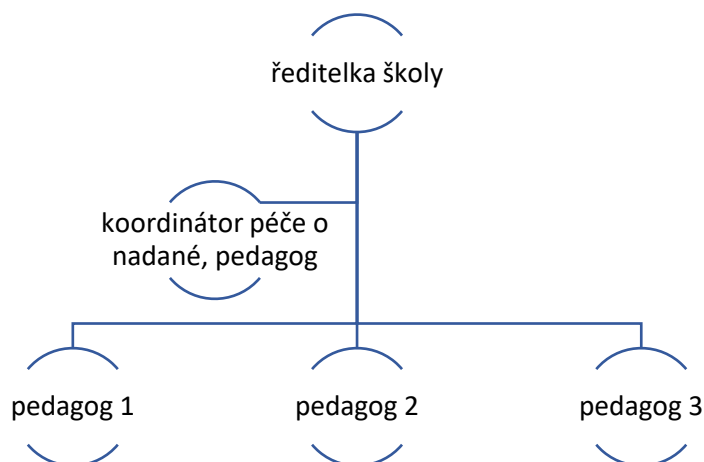 ředitelka školy
koordinátor péče o
nadané, pedagog
pedagog 1
pedagog 2
pedagog 3